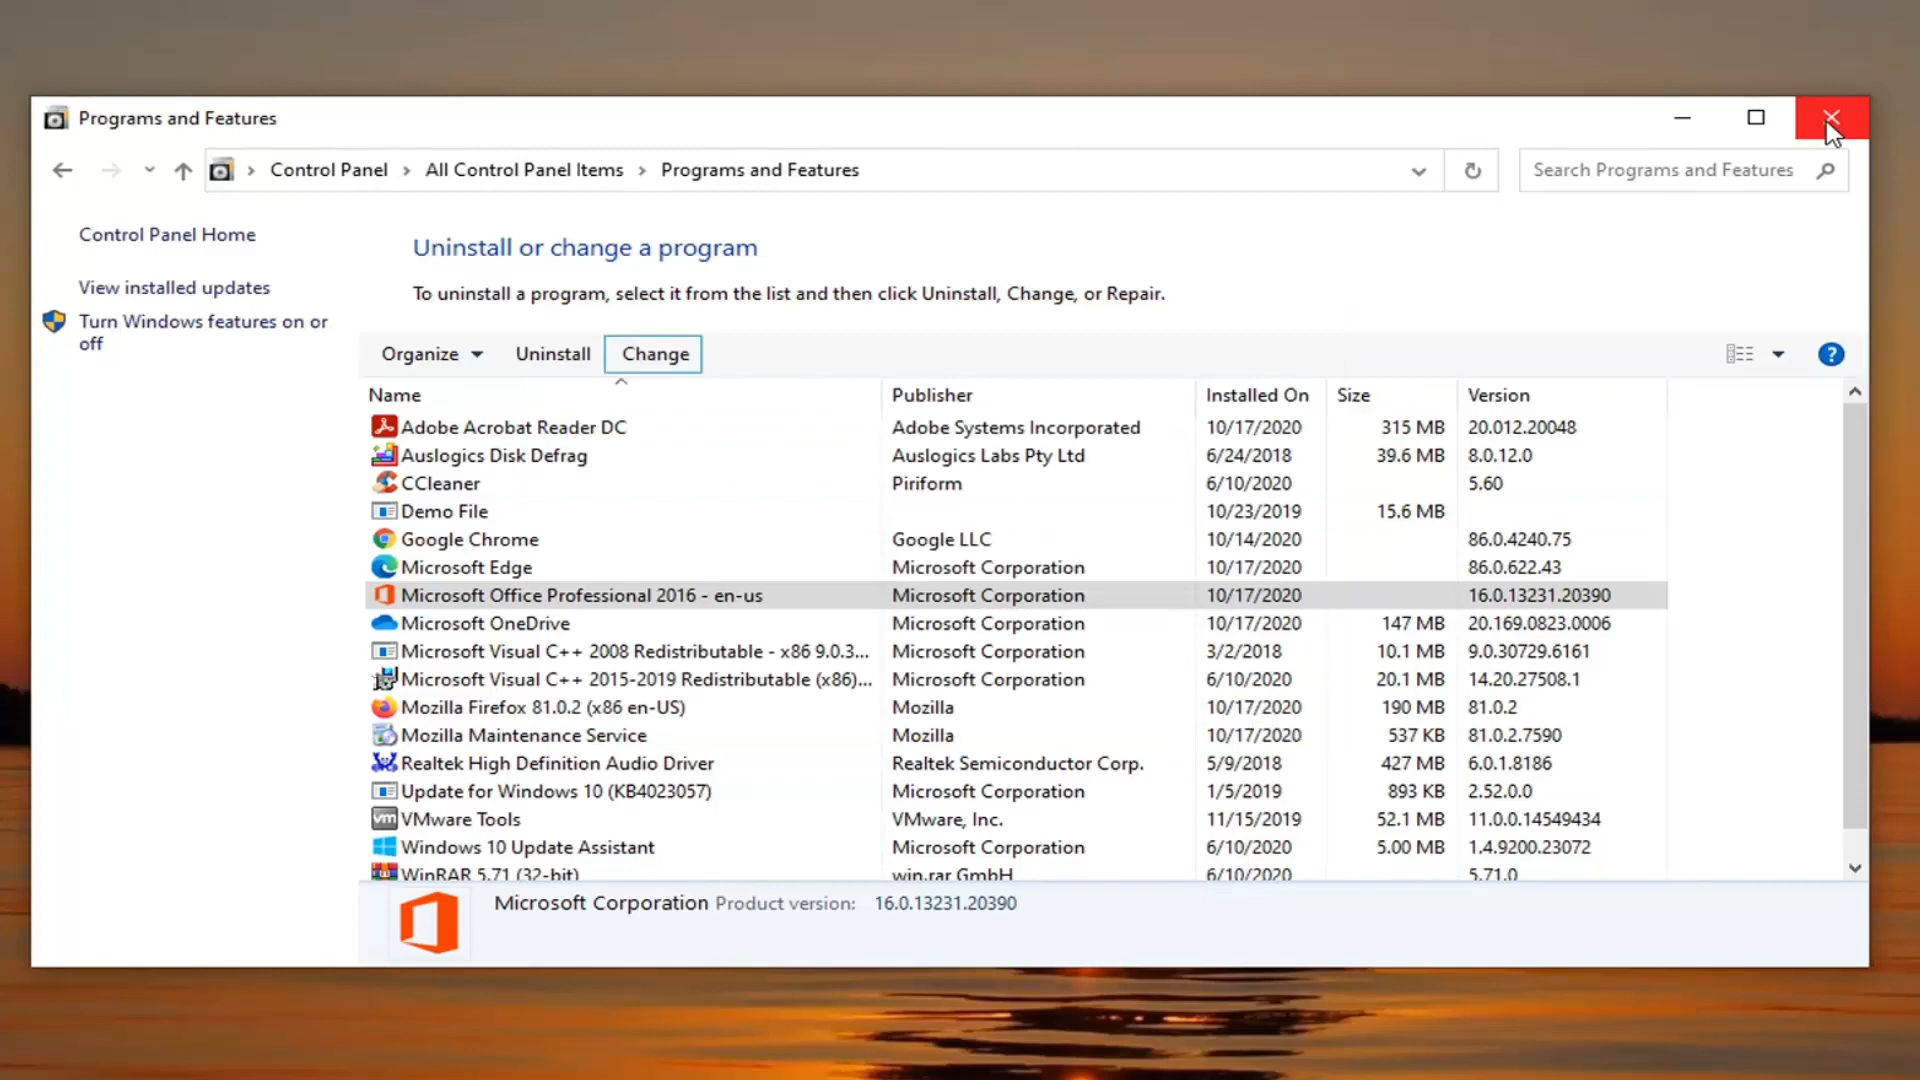 Programs and Features
Control Panel > All Control Panel Items > Programs and Features
Search Programs and Features
Control Panel Home
View installed updates
Turn Windows features on or
off
Uninstall or change a program
To uninstall a program, select it from the list and then click Uninstall, Change, or Repair.
Organize Uninstall Change
Name Publisher Installed On Size Version
Adobe Acrobat Reader DC Adobe Systems Incorporated 10/17/2020 315 MB 20.012.20048
Auslogics Disk Defrag Auslogics Labs Pty Ltd 6/24/2018 39.6 MB 8.0.12.0
CCleaner Piriform 6/10/2020 5.60
Demo File 10/23/2019 15.6 MB
Google Chrome Google LLC 10/14/2020 86.0.4240.75
Microsoft Edge Microsoft Corporation 10/17/2020 86.0.622.43
Microsoft Office Professional 2016 - en-us Microsoft Corporation 10/17/2020 16.0.13231.20390
Microsoft OneDrive Microsoft Corporation 10/17/2020 147 MB 20.169.0823.0006
Microsoft Visual C++ 2008 Redistributable - x86 9.0.3... Microsoft Corporation 3/2/2018 10.1 MB 9.0.30729.6161
Microsoft Visual C++ 2015-2019 Redistributable (x86)... Microsoft Corporation 6/10/2020 20.1 MB 14.20.27508.1
Mozilla Firefox 81.0.2 (x86 en-US) Mozilla 10/17/2020 190 MB 81.0.2
Mozilla Maintenance Service Mozilla 10/17/2020 537 KB 81.0.2.7590
Realtek High Definition Audio Driver Realtek Semiconductor Corp. 5/9/2018 427 MB 6.0.1.8186
Update for Windows 10 (KB4023057) Microsoft Corporation 1/5/2019 893 KB 2.52.0.0
vm VMware Tools VMware, Inc. 11/15/2019 52.1 MB 11.0.0.14549434
Windows 10 Update Assistant Microsoft Corporation 6/10/2020 5.00 MB 1.4.9200.23072
WinRAR 5.71 (32-bit) win.rar GmbH 6/10/2020 5.71.0
Microsoft Corporation Product version: 16.0.13231.20390